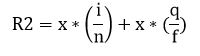 R2 = x * (i/n) + x * (q/f)